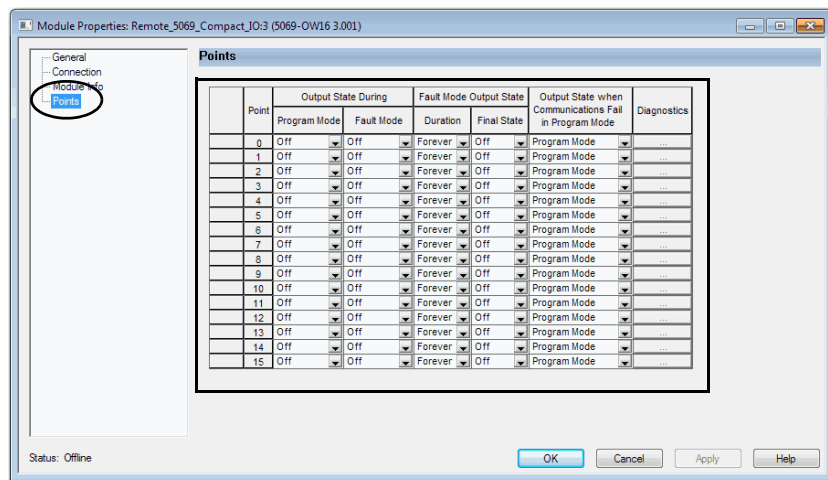 Module Properties: Remote_5069_Compact_IO:3 (5069-OW16 3.001)
General
Connection
Module Info
Points
Points
Point
Output State During
Program Mode
Fault Mode
Fault Mode Output State
Duration
Final State
Output State when
Communications Fail
in Program Mode
Diagnostics
0 Off Off Forever Off Program Mode ...
1 Off Off Forever Off Program Mode ...
2 Off Off Forever Off Program Mode ...
3 Off Off Forever Off Program Mode ...
4 Off Off Forever Off Program Mode ...
5 Off Off Forever Off Program Mode ...
6 Off Off Forever Off Program Mode ...
7 Off Off Forever Off Program Mode ...
8 Off Off Forever Off Program Mode ...
9 Off Off Forever Off Program Mode ...
10 Off Off Forever Off Program Mode ...
11 Off Off Forever Off Program Mode ...
12 Off Off Forever Off Program Mode ...
13 Off Off Forever Off Program Mode ...
14 Off Off Forever Off Program Mode ...
15 Off Off Forever Off Program Mode ...
Status: Offline
OK
Cancel
Apply
Help